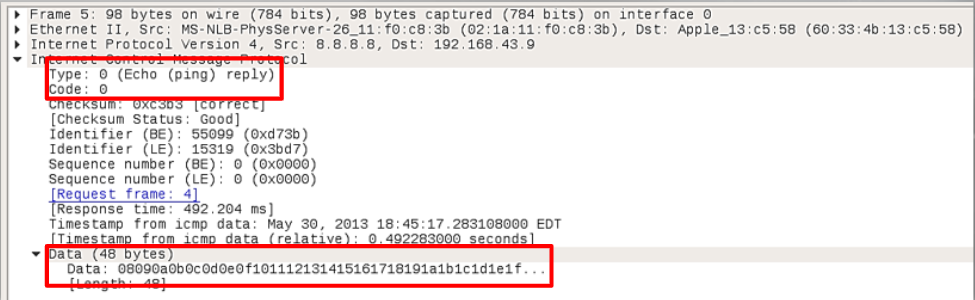 Frame 5: 98 bytes on wire (784 bits), 98 bytes captured (784 bits) on interface 0
Ethernet II, Src: MS-NLB-PhysServer-26_11:f0:c8:3b (02:1a:11:f0:c8:3b), Dst: Apple_13:c5:58 (60:33:4b:13:c5:58)
Internet Protocol Version 4, Src: 8.8.8.8, Dst: 192.168.43.9
Internet Control Message Protocol
Type: 0 (Echo (ping) reply)
Code: 0
Checksum: 0xc3b3 [correct]
[Checksum Status: Good]
Identifier (BE): 55099 (0xd73b)
Identifier (LE): 15319 (0x3bd7)
Sequence number (BE): 0 (0x0000)
Sequence number (LE): 0 (0x0000)
[Request frame: 4]
[Response time: 492.204 ms]
Timestamp from icmp data: May 30, 2013 18:45:17.283108000 EDT
[Timestamp from icmp data (relative): 0.492283000 seconds]
Data (48 bytes)
Data: 08090a0b0c0d0e0f101112131415161718191a1b1c1d1e1f...
[Length: 48]